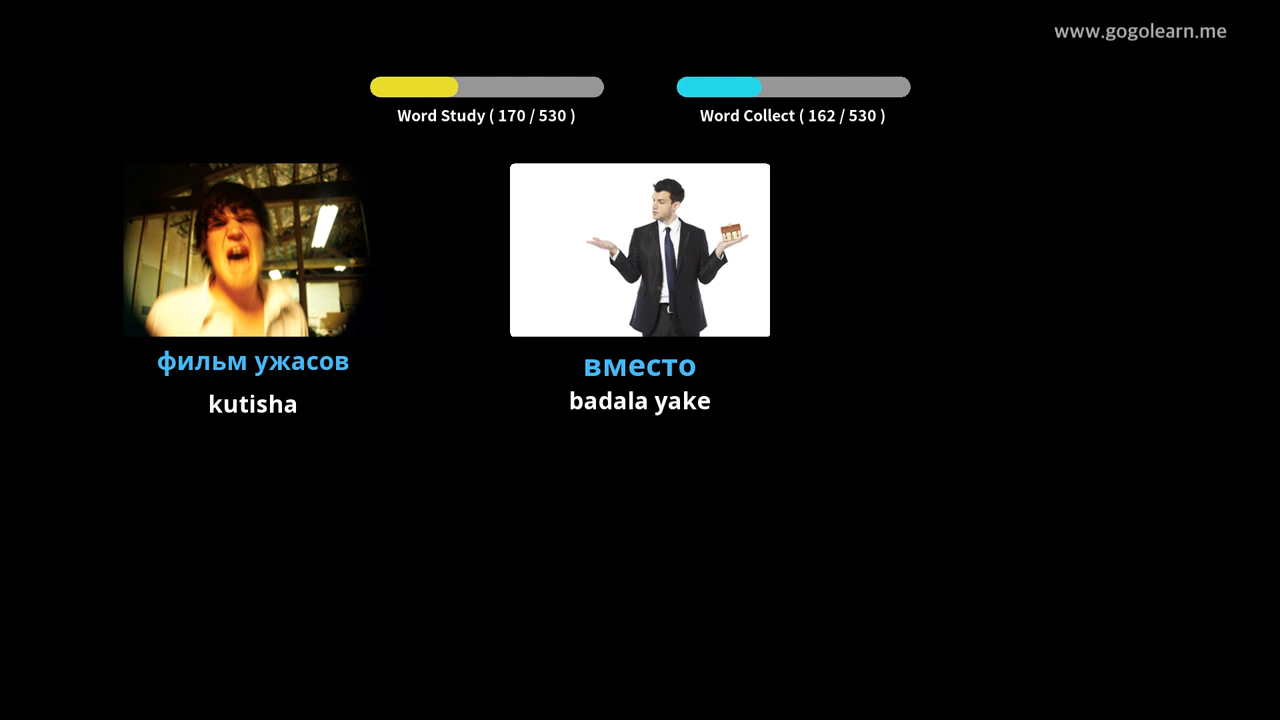 www.gogolearn.me
Word Study ( 170 / 530 )
Word Collect ( 162 / 530 )
фильм ужасов
kutisha
вместо
badala yake